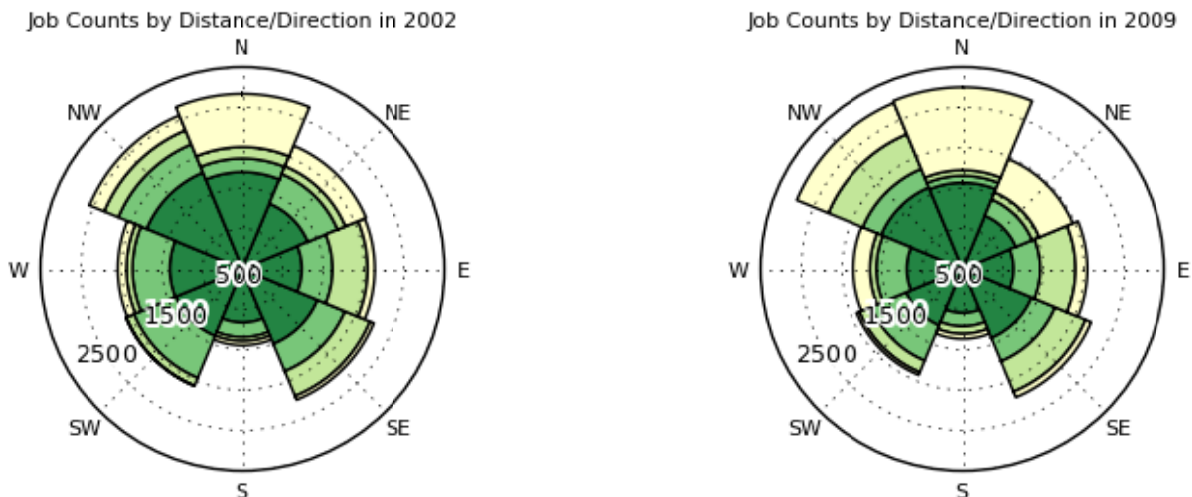 Job Counts by Distance/Direction in 2002
N
NW
NE
W
500
E
1500
2500
SW
SE
S
Job Counts by Distance/Direction in 2009
N
NW
NE
W
500
E
1500
2500
SW
SE
S